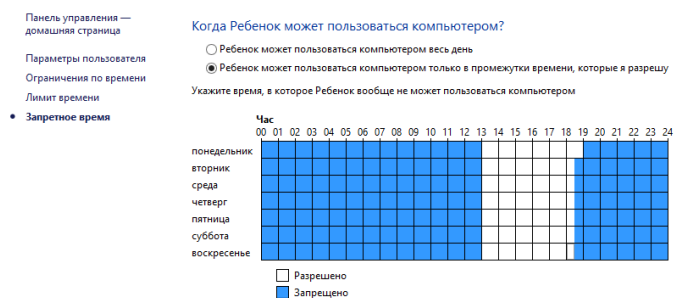 Панель управления —
домашняя страница
Параметры пользователя
Ограничения по времени
Лимит времени
Запретное время
Когда Ребенок может пользоваться компьютером?
Ребенок может пользоваться компьютером весь день
Ребенок может пользоваться компьютером только в промежутки времени, которые я разрешу
Укажите время, в которое Ребенок вообще не может пользоваться компьютером
Час
00 01 02 03 04 05 06 07 08 09 10 11 12 13 14 15 16 17 18 19 20 21 22 23 24
понедельник
вторник
среда
четверг
пятница
суббота
воскресенье
Разрешено
Запрещено